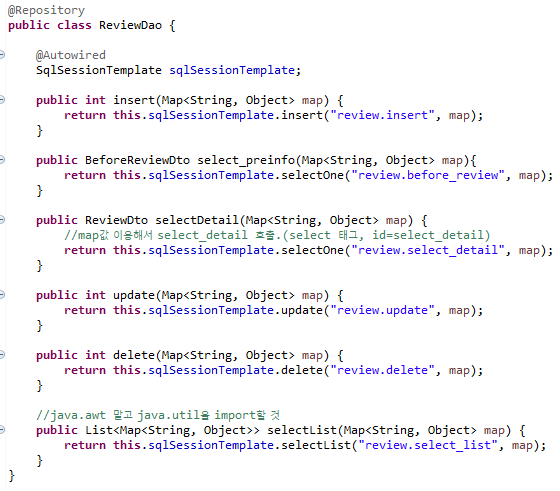 @Repository
public class ReviewDao {
@Autowired
SqlSessionTemplate sqlSessionTemplate;
public int insert(Map<String, Object> map) {
return this.sqlSessionTemplate.insert("review.insert", map);
}
public BeforeReviewDto select_preinfo(Map<String, Object> map){
return this.sqlSessionTemplate.selectOne("review.before_review", map);
}
public ReviewDto selectDetail(Map<String, Object> map) {
//map값 이용해서 select_detail 호출.(select 태그, id=select_detail)
return this.sqlSessionTemplate.selectOne("review.select_detail", map);
}
public int update(Map<String, Object> map) {
return this.sqlSessionTemplate.update("review.update", map);
}
public int delete(Map<String, Object> map) {
return this.sqlSessionTemplate.delete("review.delete", map);
}
//java.awt 말고 java.util을 import할 것
public List<Map<String, Object>> selectList(Map<String, Object> map) {
return this.sqlSessionTemplate.selectList("review.select_list", map);
}
}